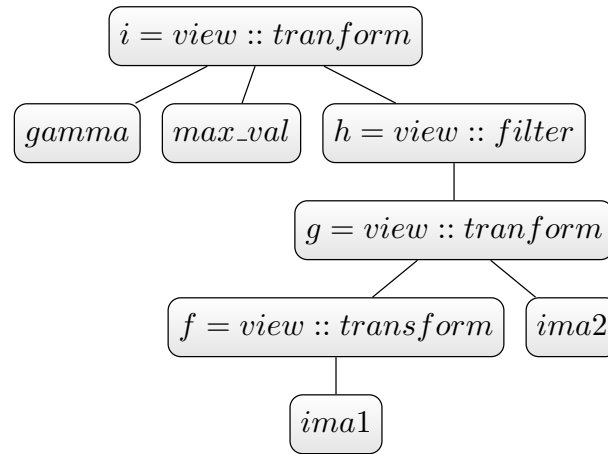 i = view :: tranform
gamma
max_val
h = view :: filter
g = view :: tranform
f = view :: transform
ima2
ima1